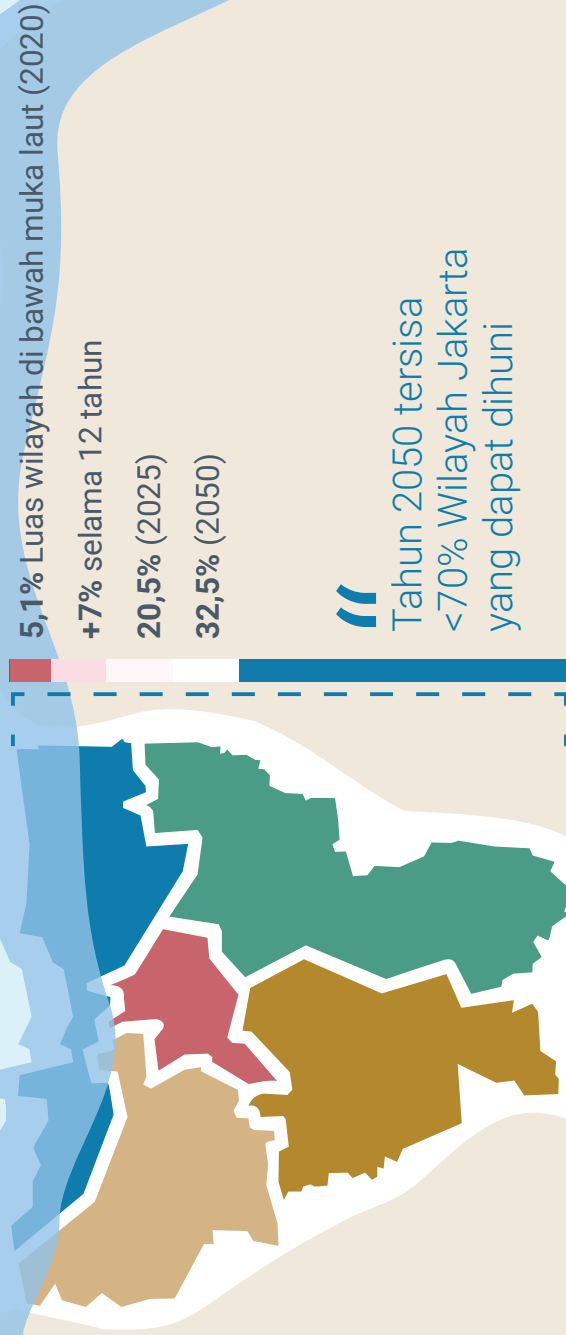 5,1% Luas wilayah di bawah muka laut (2020)
+7% selama 12 tahun
20,5% (2025)
32,5% (2050)
“
Tahun 2050 tersisa
<70% Wilayah Jakarta
yang dapat dihuni